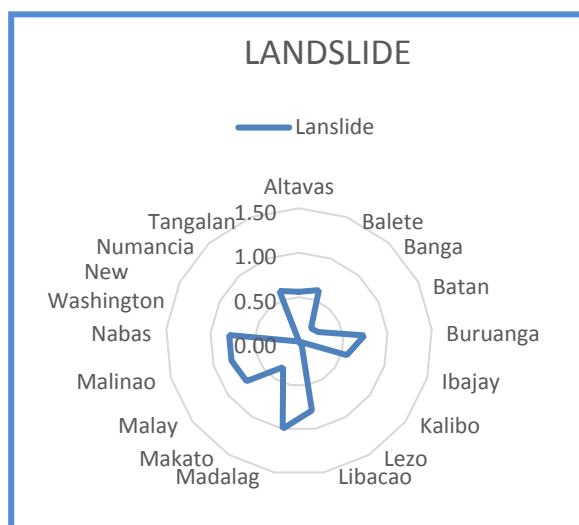 LANDSLIDE
Lanslide
Altavas
Balete
Banga
Batan
Buruanga
Ibajay
Kalibo
Lezo
Libacao
Madalag
Makato
Malay
Malinao
Nabas
New
Washington
Numancia
Tangalan
1.50
1.00
0.50
0.00